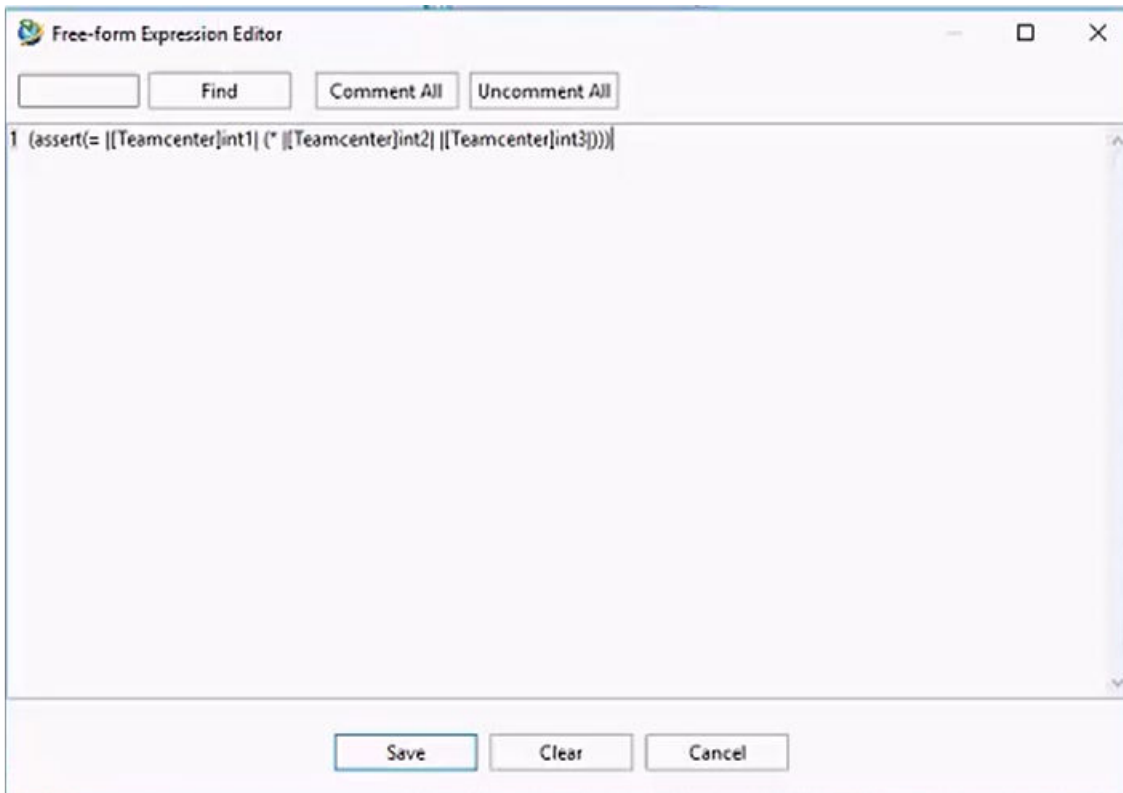 Free-form Expression Editor
Find Comment All Uncomment All
1 (assert(= |[Teamcenter]int1| (* |[Teamcenter]int2| |[Teamcenter]int3|)))
Save Clear Cancel